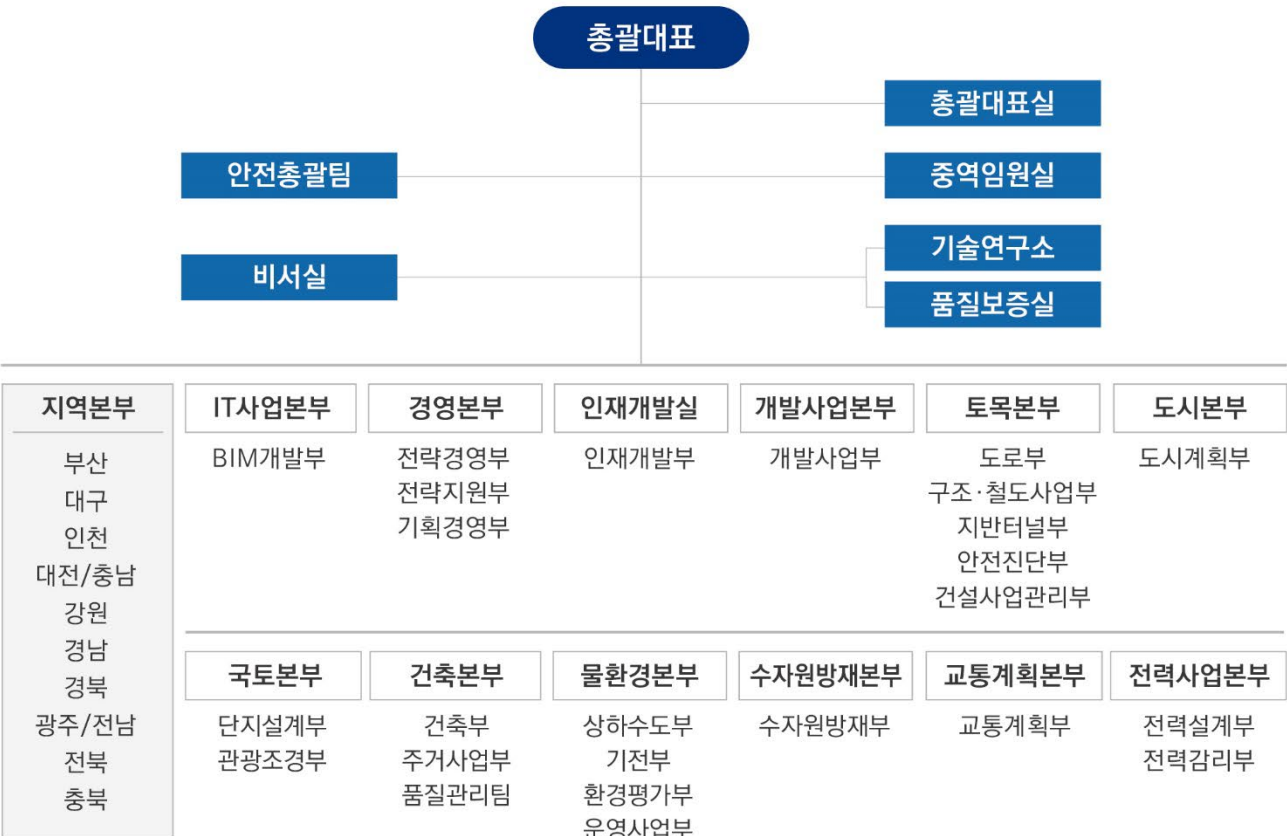 총괄대표
총괄대표실
안전총괄팀
중역임원실
비서실
기술연구소
품질보증실
지역본부
부산
대구
인천
대전/충남
강원
경남
경북
광주/전남
전북
충북
IT사업본부
BIM개발부
경영본부
전략경영부
전략지원부
기획경영부
인재개발실
인재개발부
개발사업본부
개발사업부
토목본부
도로부
구조·철도사업부
지반터널부
안전진단부
건설사업관리부
도시본부
도시계획부
국토본부
단지설계부
관광조경부
건축본부
건축부
주거사업부
품질관리팀
물환경본부
상하수도부
기전부
환경평가부
운영사업부
수자원방재본부
수자원방재부
교통계획본부
교통계획부
전력사업본부
전력설계부
전력감리부